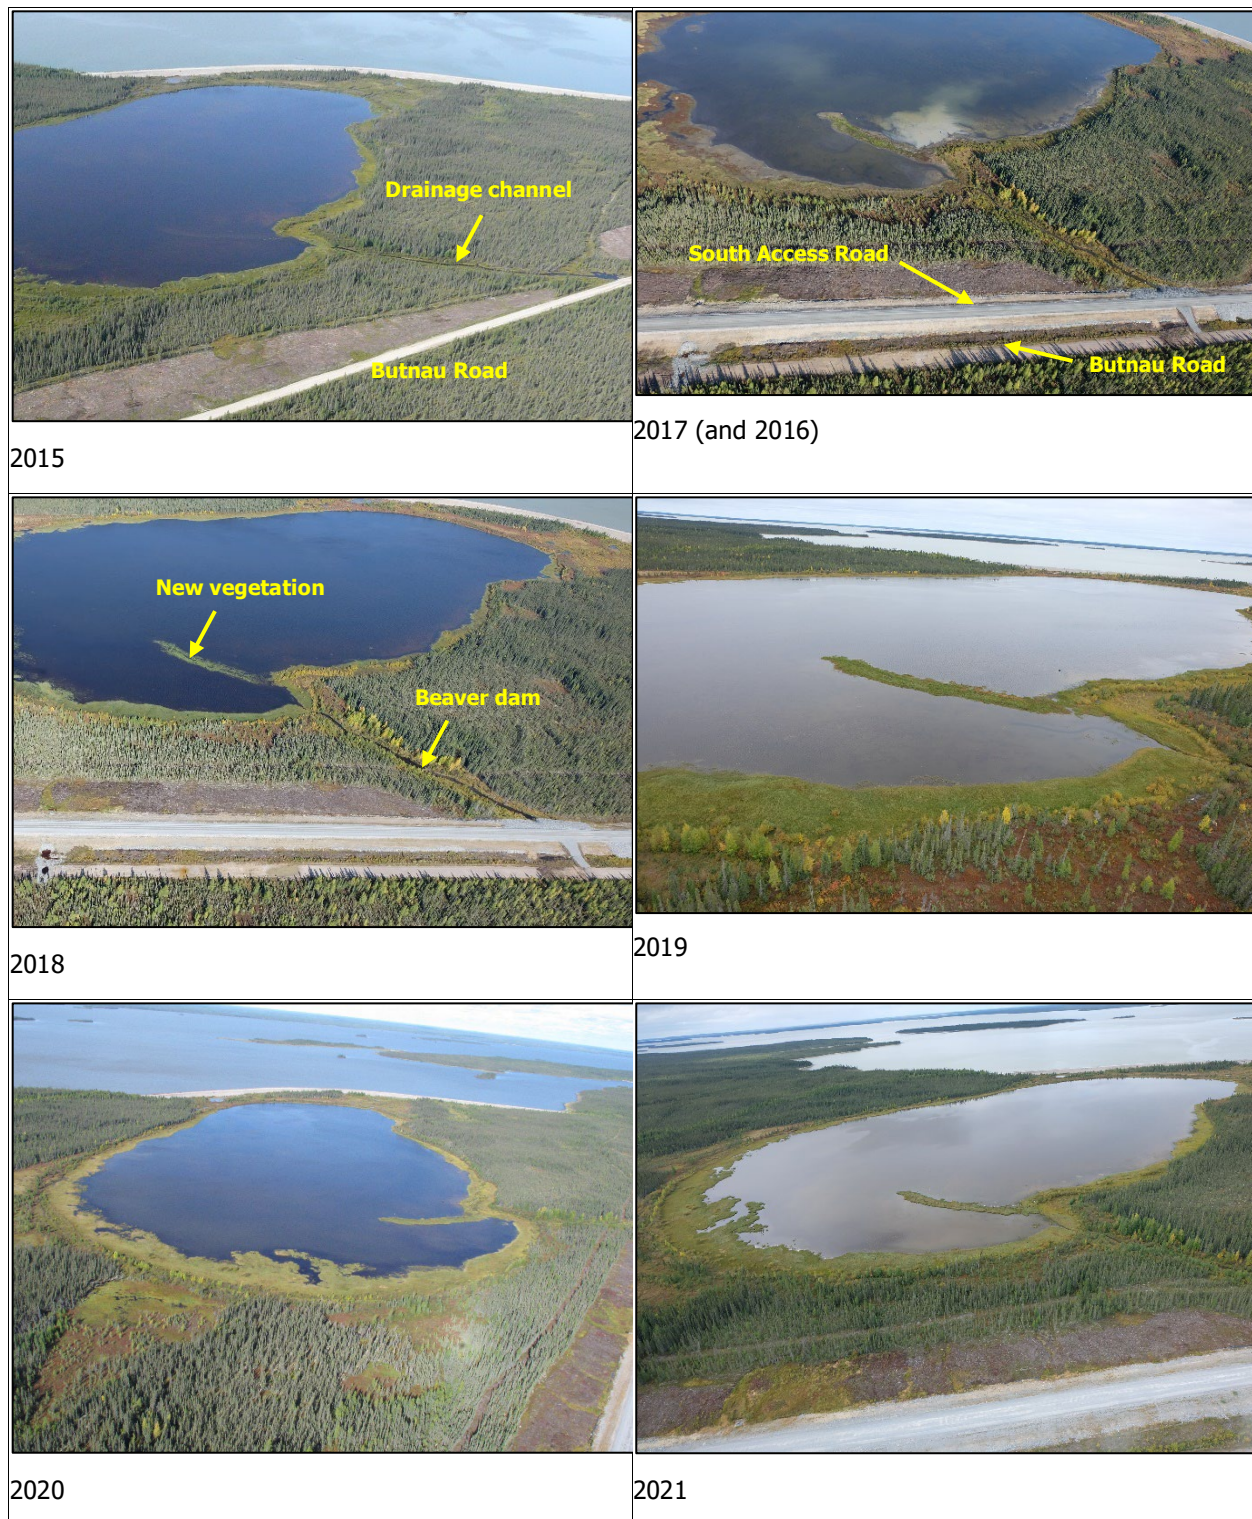 Drainage channel
Butnau Road
2015
South Access Road
Butnau Road
2017 (and 2016)
New vegetation
Beaver dam
2018
2019
2020
2021